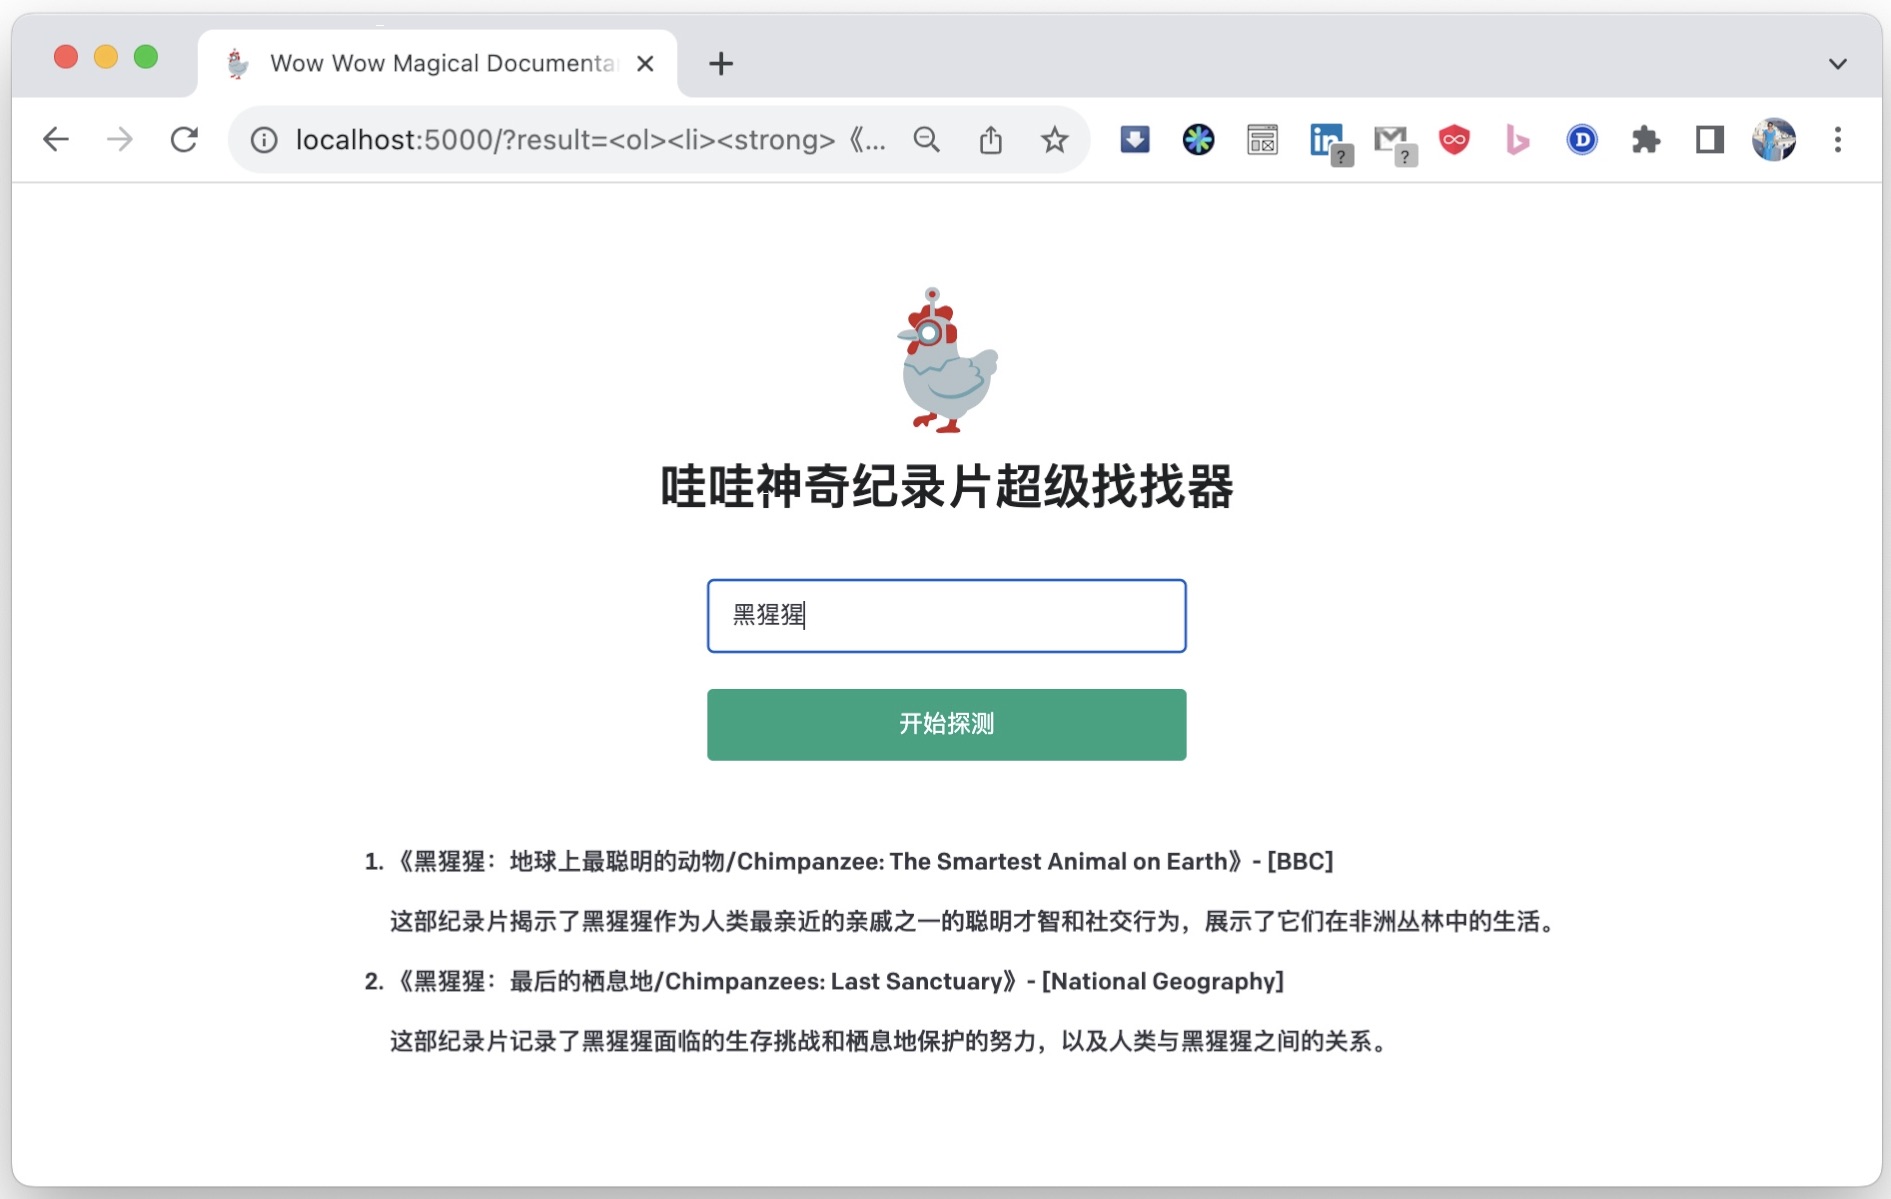 Wow Wow Magical Documenta
localhost:5000/?result=<ol><li><strong> 《...
哇哇神奇纪录片超级找找器
黑猩猩
开始探测
1. 《黑猩猩：地球上最聪明的动物/Chimpanzee: The Smartest Animal on Earth》- [BBC]
这部纪录片揭示了黑猩猩作为人类最亲近的亲戚之一的聪明才智和社交行为，展示了它们在非洲丛林中的生活。
2. 《黑猩猩：最后的栖息地/Chimpanzees: Last Sanctuary》- [National Geography]
这部纪录片记录了黑猩猩面临的生存挑战和栖息地保护的努力，以及人类与黑猩猩之间的关系。